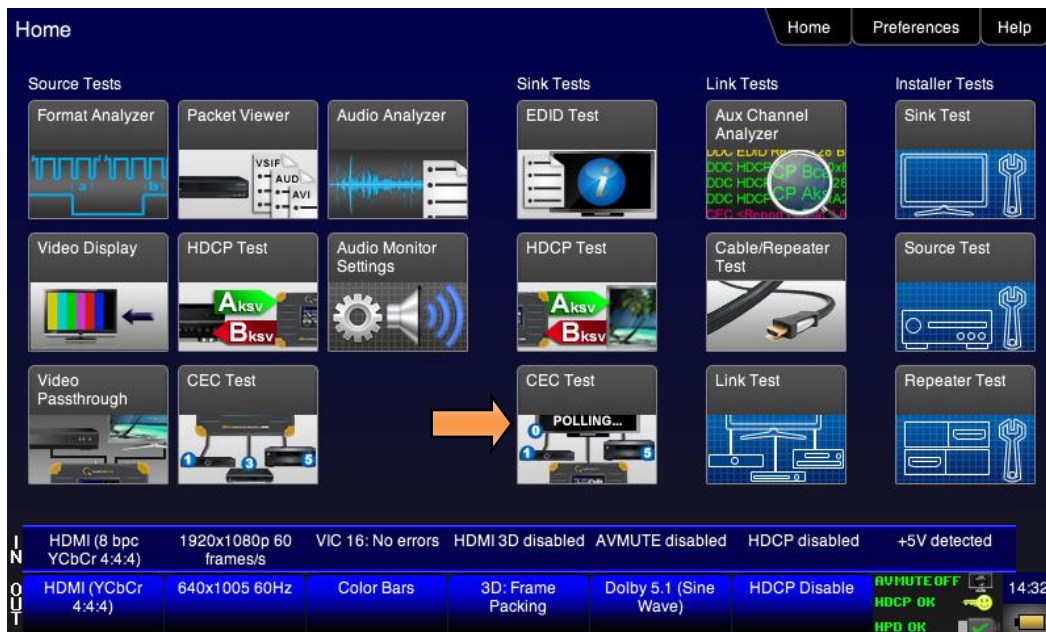 Home
Home Preferences Help
Source Tests Sink Tests Link Tests Installer Tests
Format Analyzer
Packet Viewer
VSIF
AUD
AVI
Audio Analyzer
EDID Test
Aux Channel
Analyzer
Sink Test
Video Display
HDCP Test
Aksv
Bksv
Audio Monitor
Settings
HDCP Test
Aksv
Bksv
Cable/Repeater
Test
Source Test
Video
Passthrough
CEC Test
1 3 5
CEC Test
POLLING...
0
1 5
Link Test
Repeater Test
IN
HDMI (8 bpc
YCbCr 4:4:4)
1920x1080p 60
frames/s
VIC 16: No errors
HDMI 3D disabled
AVMUTE disabled
HDCP disabled
+5V detected
OUT
HDMI (YCbCr
4:4:4)
640x1005 60Hz
Color Bars
3D: Frame
Packing
Dolby 5.1 (Sine
Wave)
HDCP Disable
AVMUTE OFF
HDCP OK
HPD OK
14:32